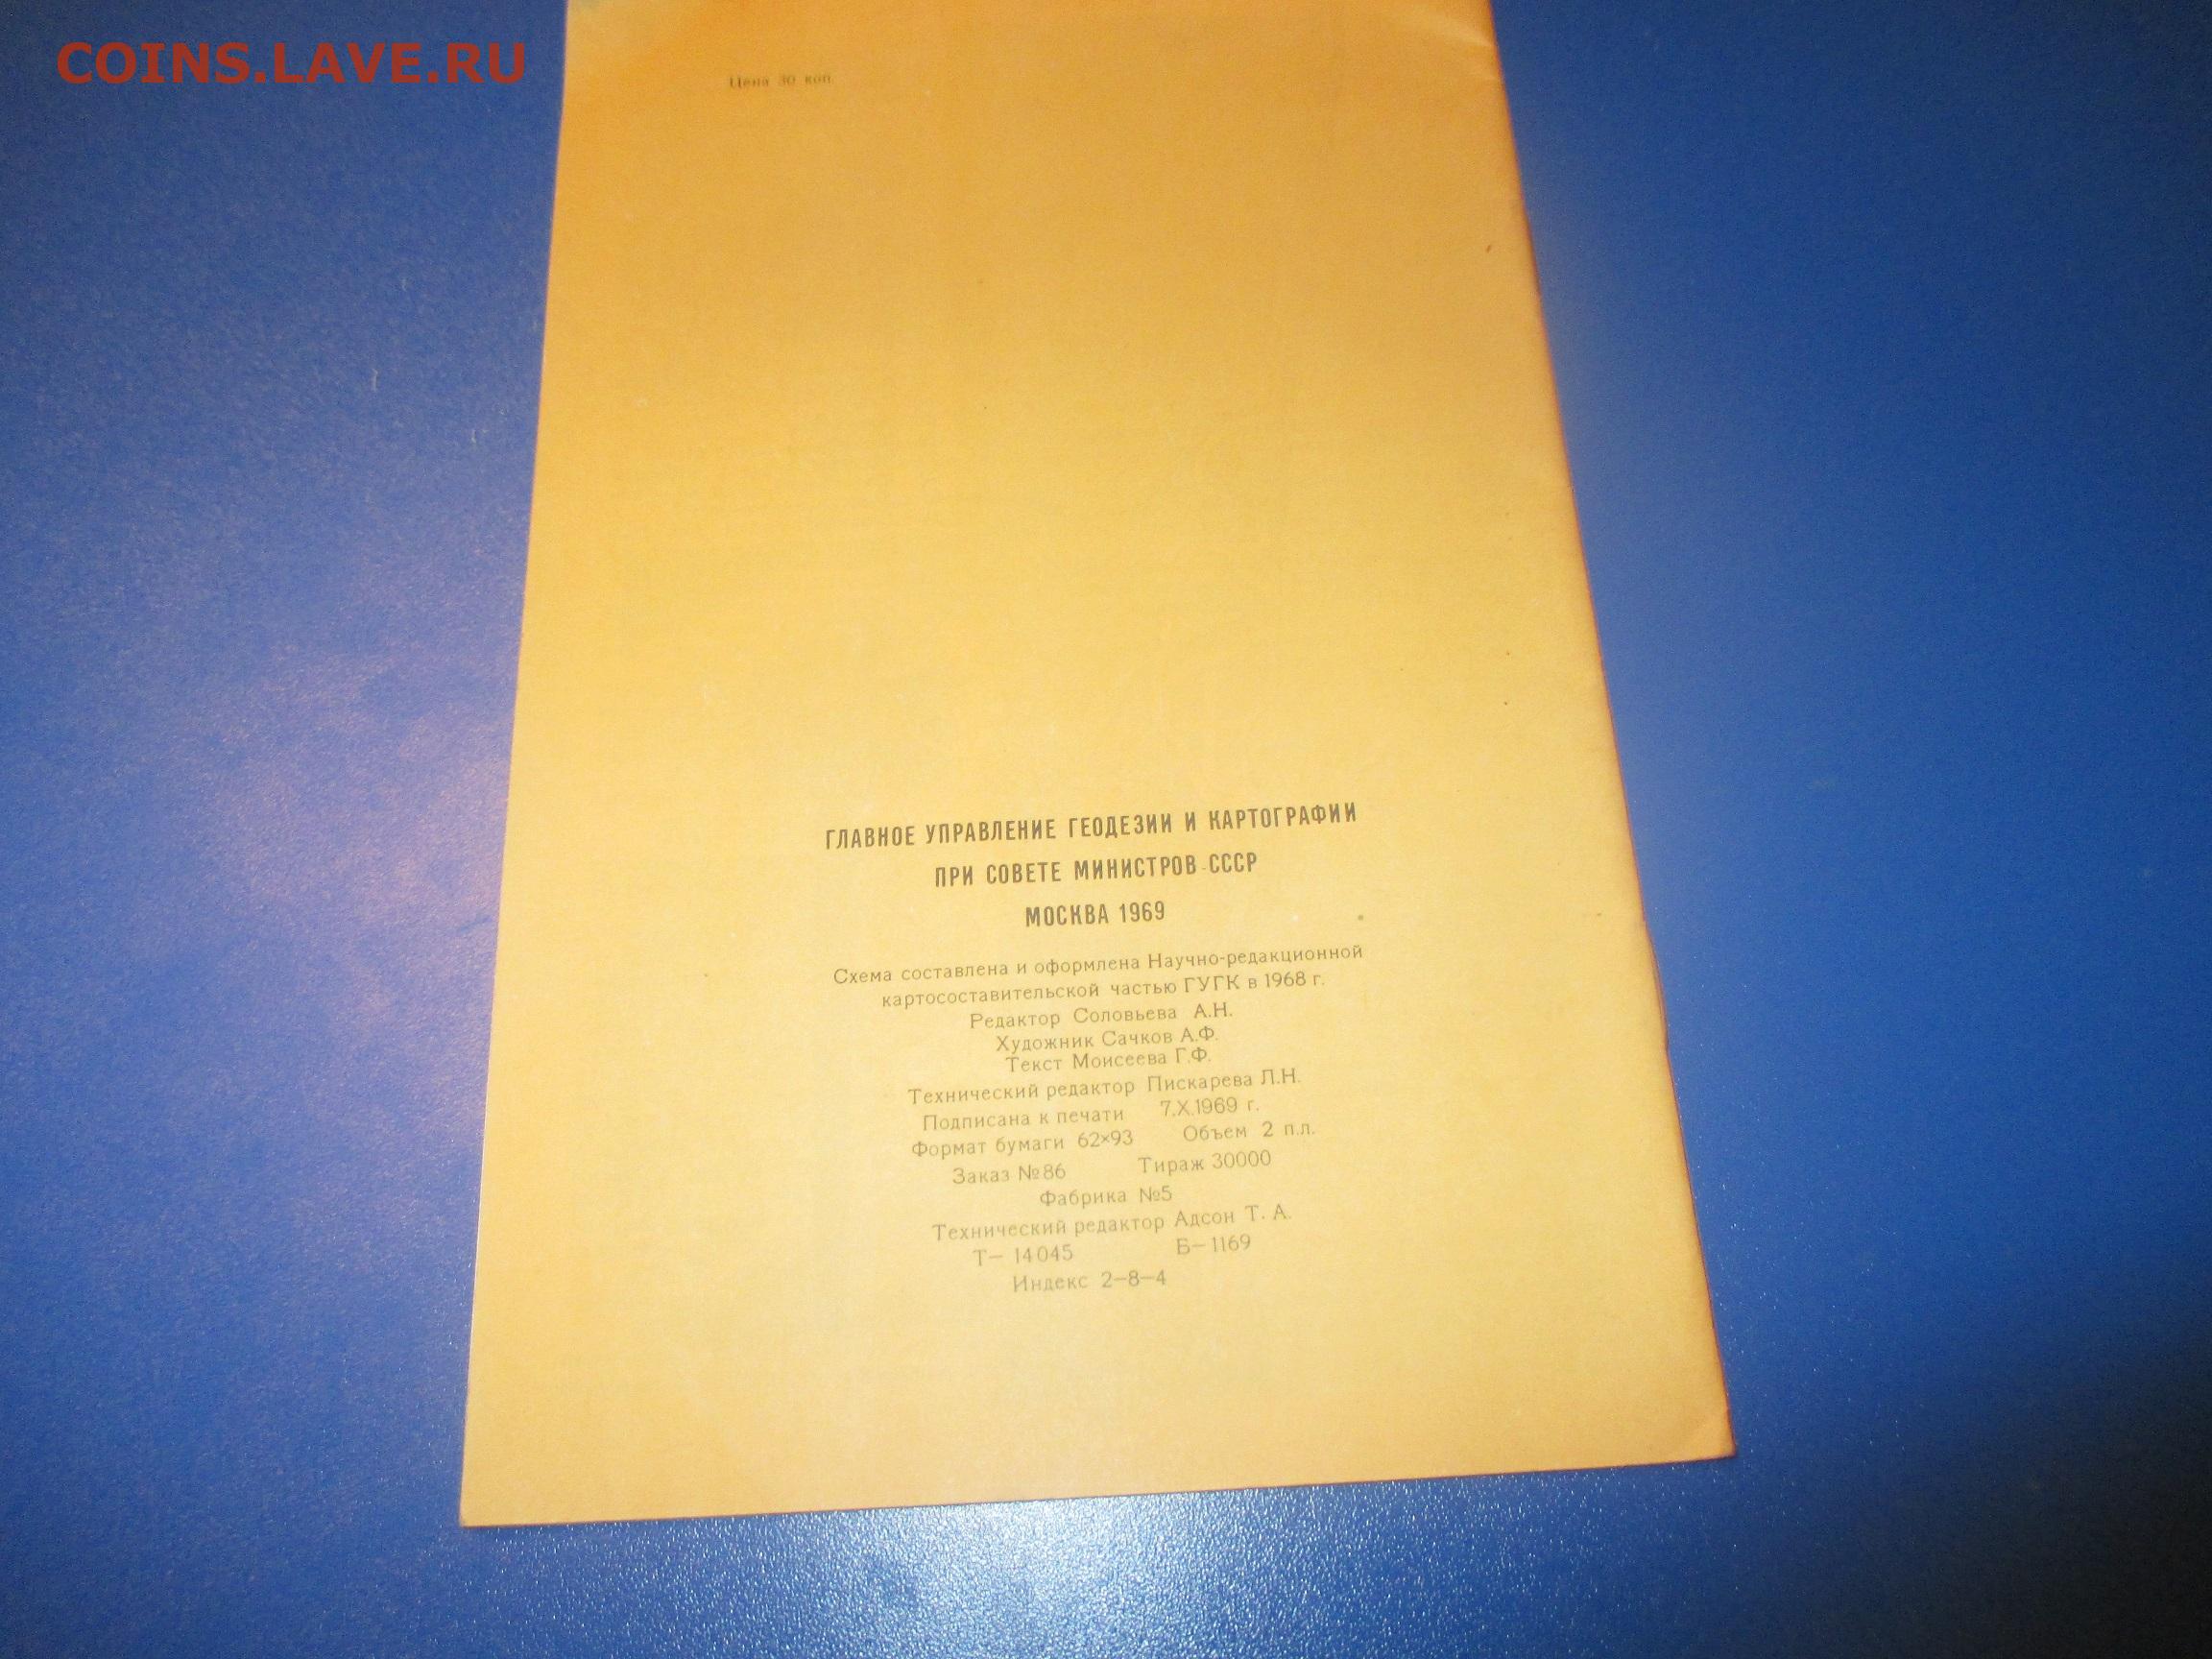 COINS.LAVE.RU
Цена 30 коп.
ГЛАВНОЕ УПРАВЛЕНИЕ ГЕОДЕЗИИ И КАРТОГРАФИИ
ПРИ СОВЕТЕ МИНИСТРОВ СССР
МОСКВА 1969
Схема составлена и оформлена Научно-редакционной
картосоставительской частью ГУГК в 1968 г.
Редактор Соловьева А.Н.
Художник Сачков А.Ф.
Текст Моисеева Г.Ф.
Технический редактор Пискарева Л.Н.
Подписана к печати 7.X.1969 г.
Формат бумаги 62×93 Объем 2 п.л.
Заказ №86 Тираж 30000
Фабрика №5
Технический редактор Адсон Т. А.
Т— 14045 Б—1169
Индекс 2—8—4